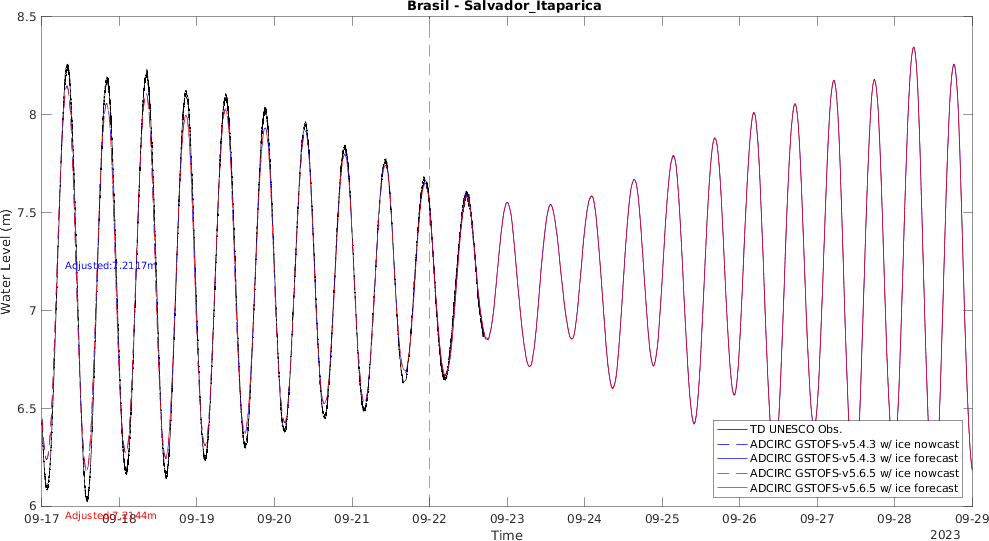 Brasil - Salvador_Itaparica
8.5
8
7.5
7
6.5
6
Water Level (m)
Adjusted:7.2117m
Adjusted:7.2144m
TD UNESCO Obs.
ADCIRC GSTOFS-v5.4.3 w/ ice nowcast
ADCIRC GSTOFS-v5.4.3 w/ ice forecast
ADCIRC GSTOFS-v5.6.5 w/ ice nowcast
ADCIRC GSTOFS-v5.6.5 w/ ice forecast
09-17 09-18 09-19 09-20 09-21 09-22 09-23 09-24 09-25 09-26 09-27 09-28 09-29
Time
2023